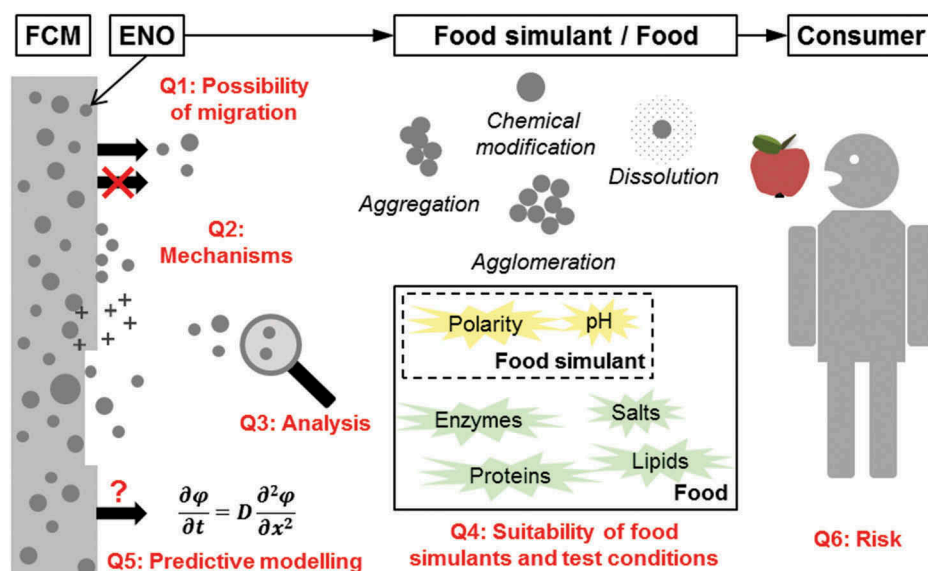 FCM
ENO
Food simulant / Food
Consumer
Q1: Possibility
of migration
Q2:
Mechanisms
+ + + + + + + +
Q3: Analysis
?
∂φ/∂t = D ∂²φ/∂x²
Q5: Predictive modelling
Chemical
modification
Aggregation
Dissolution
Agglomeration
Polarity
pH
Food simulant
Enzymes
Salts
Proteins
Lipids
Food
Q4: Suitability of food
simulants and test conditions
Q6: Risk